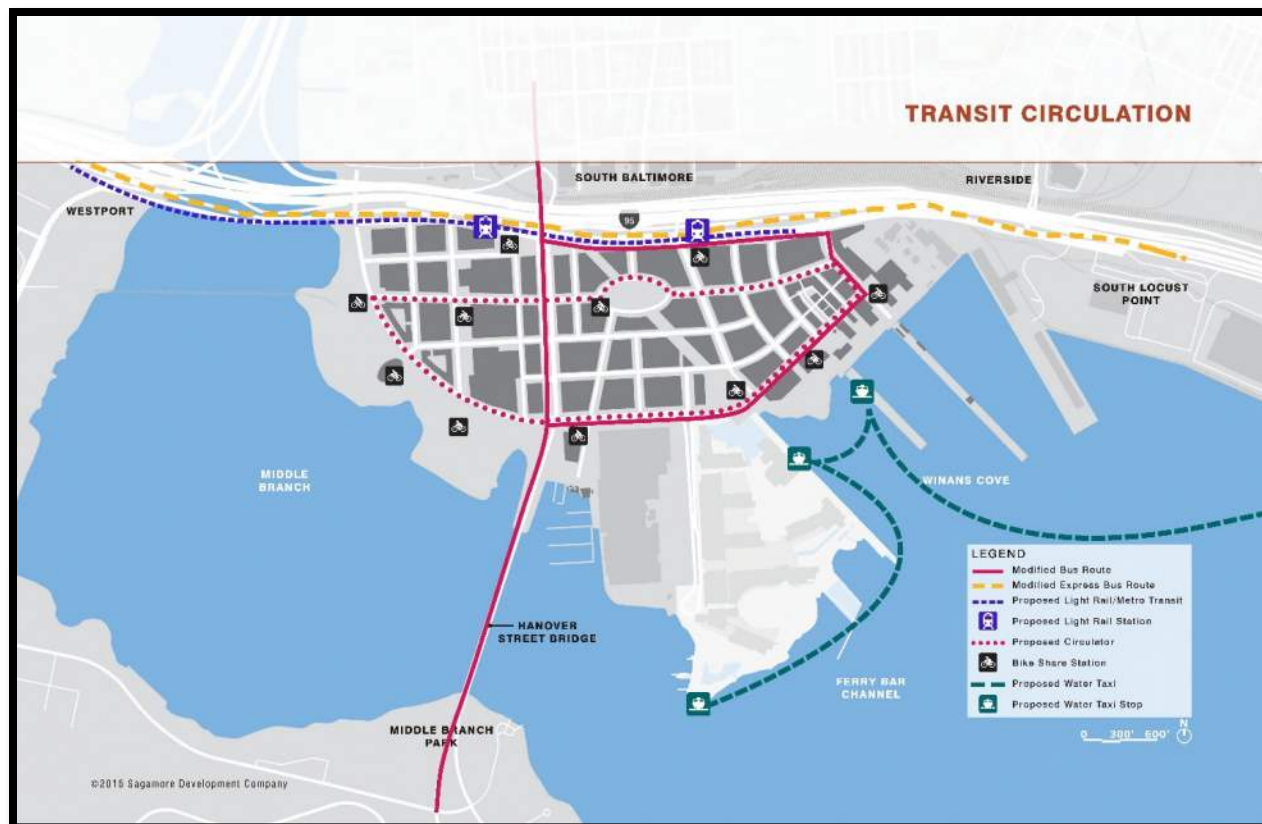 TRANSIT CIRCULATION
SOUTH BALTIMORE
RIVERSIDE
WESTPORT
95
SOUTH LOCUST
POINT
MIDDLE
BRANCH
WINANS COVE
LEGEND
Modified Bus Route
Modified Express Bus Route
Proposed Light Rail/Metro Transit
Proposed Light Rail Station
Proposed Circulator
Bike Share Station
Proposed Water Taxi
Proposed Water Taxi Stop
HANOVER
STREET BRIDGE
FERRY BAR
CHANNEL
MIDDLE BRANCH
PARK
N
0 300' 600'
©2015 Sagamore Development Company